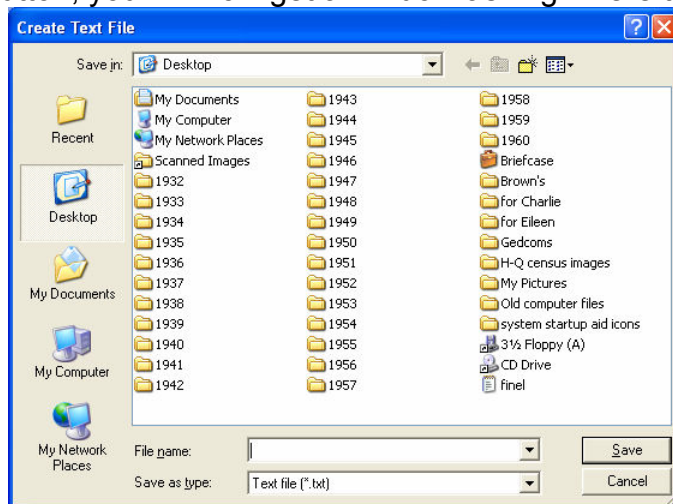 Create Text File
Save in:
Desktop
Recent
Desktop
My Documents
My Computer
My Network
Places
My Documents
My Computer
My Network Places
Scanned Images
1932
1933
1934
1935
1936
1937
1938
1939
1940
1941
1942
1943
1944
1945
1946
1947
1948
1949
1950
1951
1952
1953
1954
1955
1956
1957
1958
1959
1960
Briefcase
Brown's
for Charlie
for Eileen
Gedcoms
H-Q census images
My Pictures
Old computer files
system startup aid icons
3½ Floppy (A)
CD Drive
finel
File name:
Save
Save as type:
Text file (*.txt)
Cancel